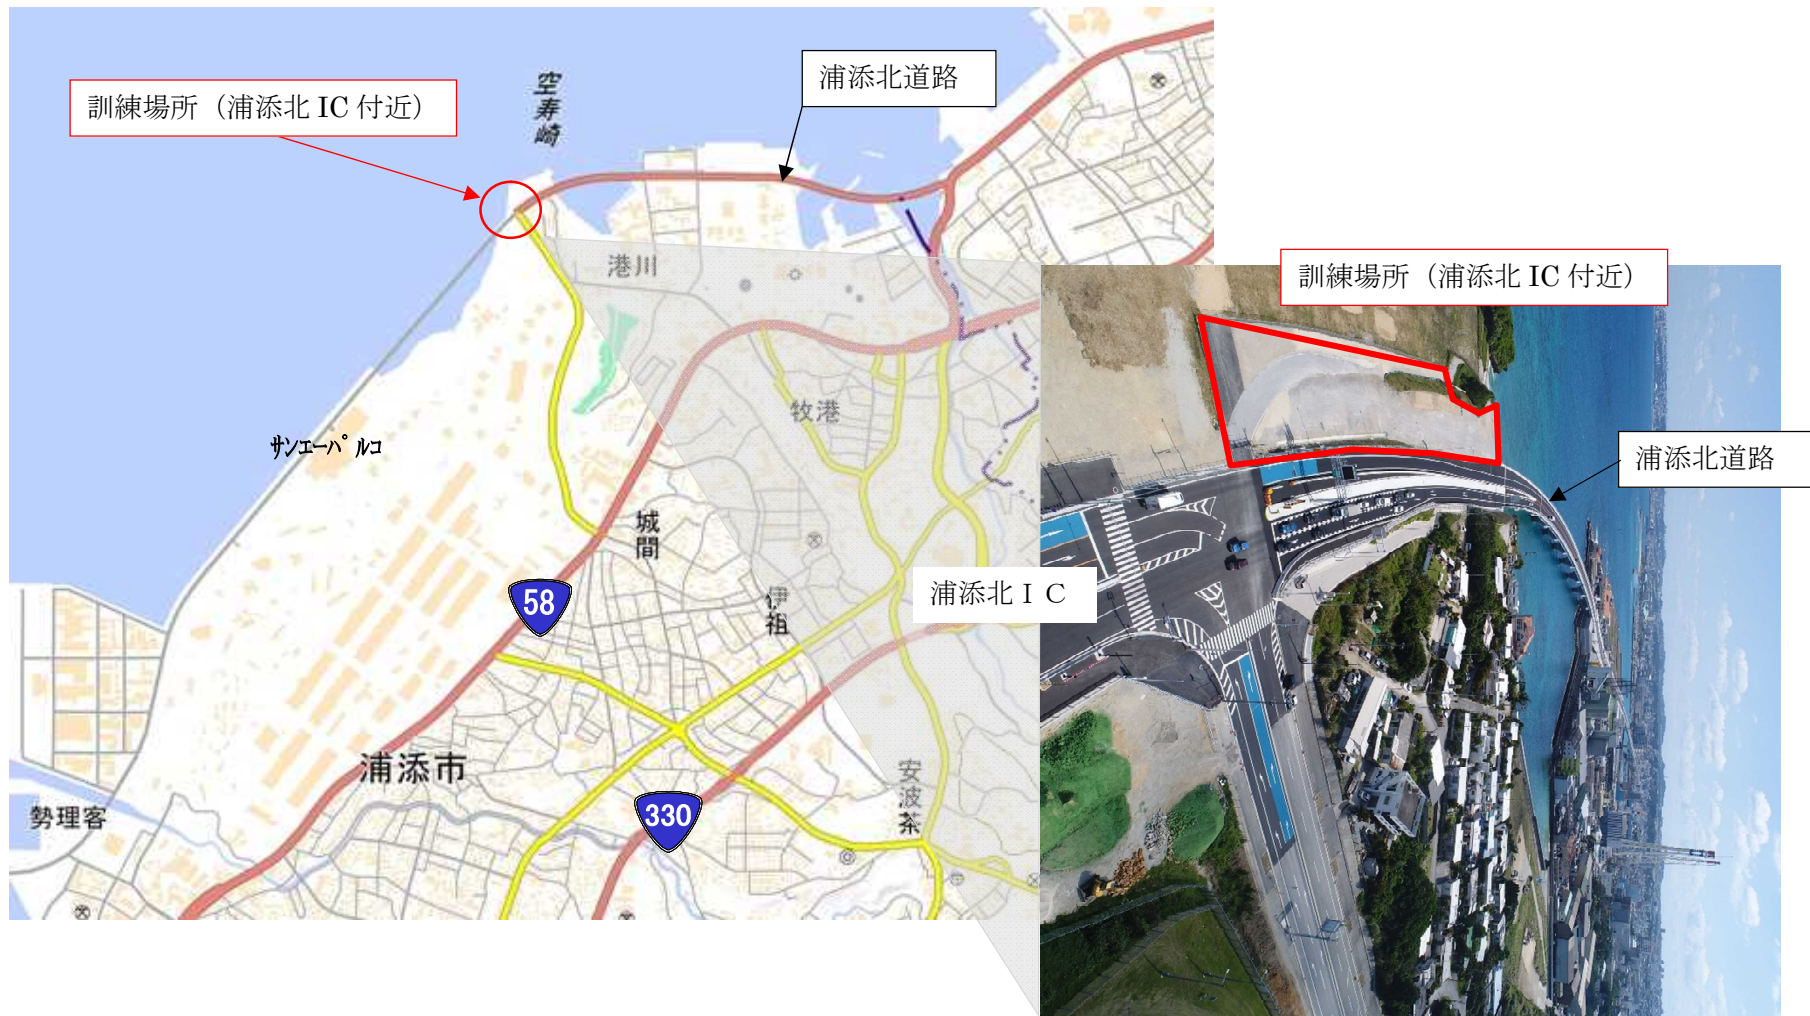 空寿崎
浦添北道路
訓練場所（浦添北 IC 付近）
港川
訓練場所（浦添北 IC 付近）
牧港
サンエーパルコ
浦添北道路
城間
58
浦添北ＩＣ
伊祖
浦添市
安波茶
330
勢理客